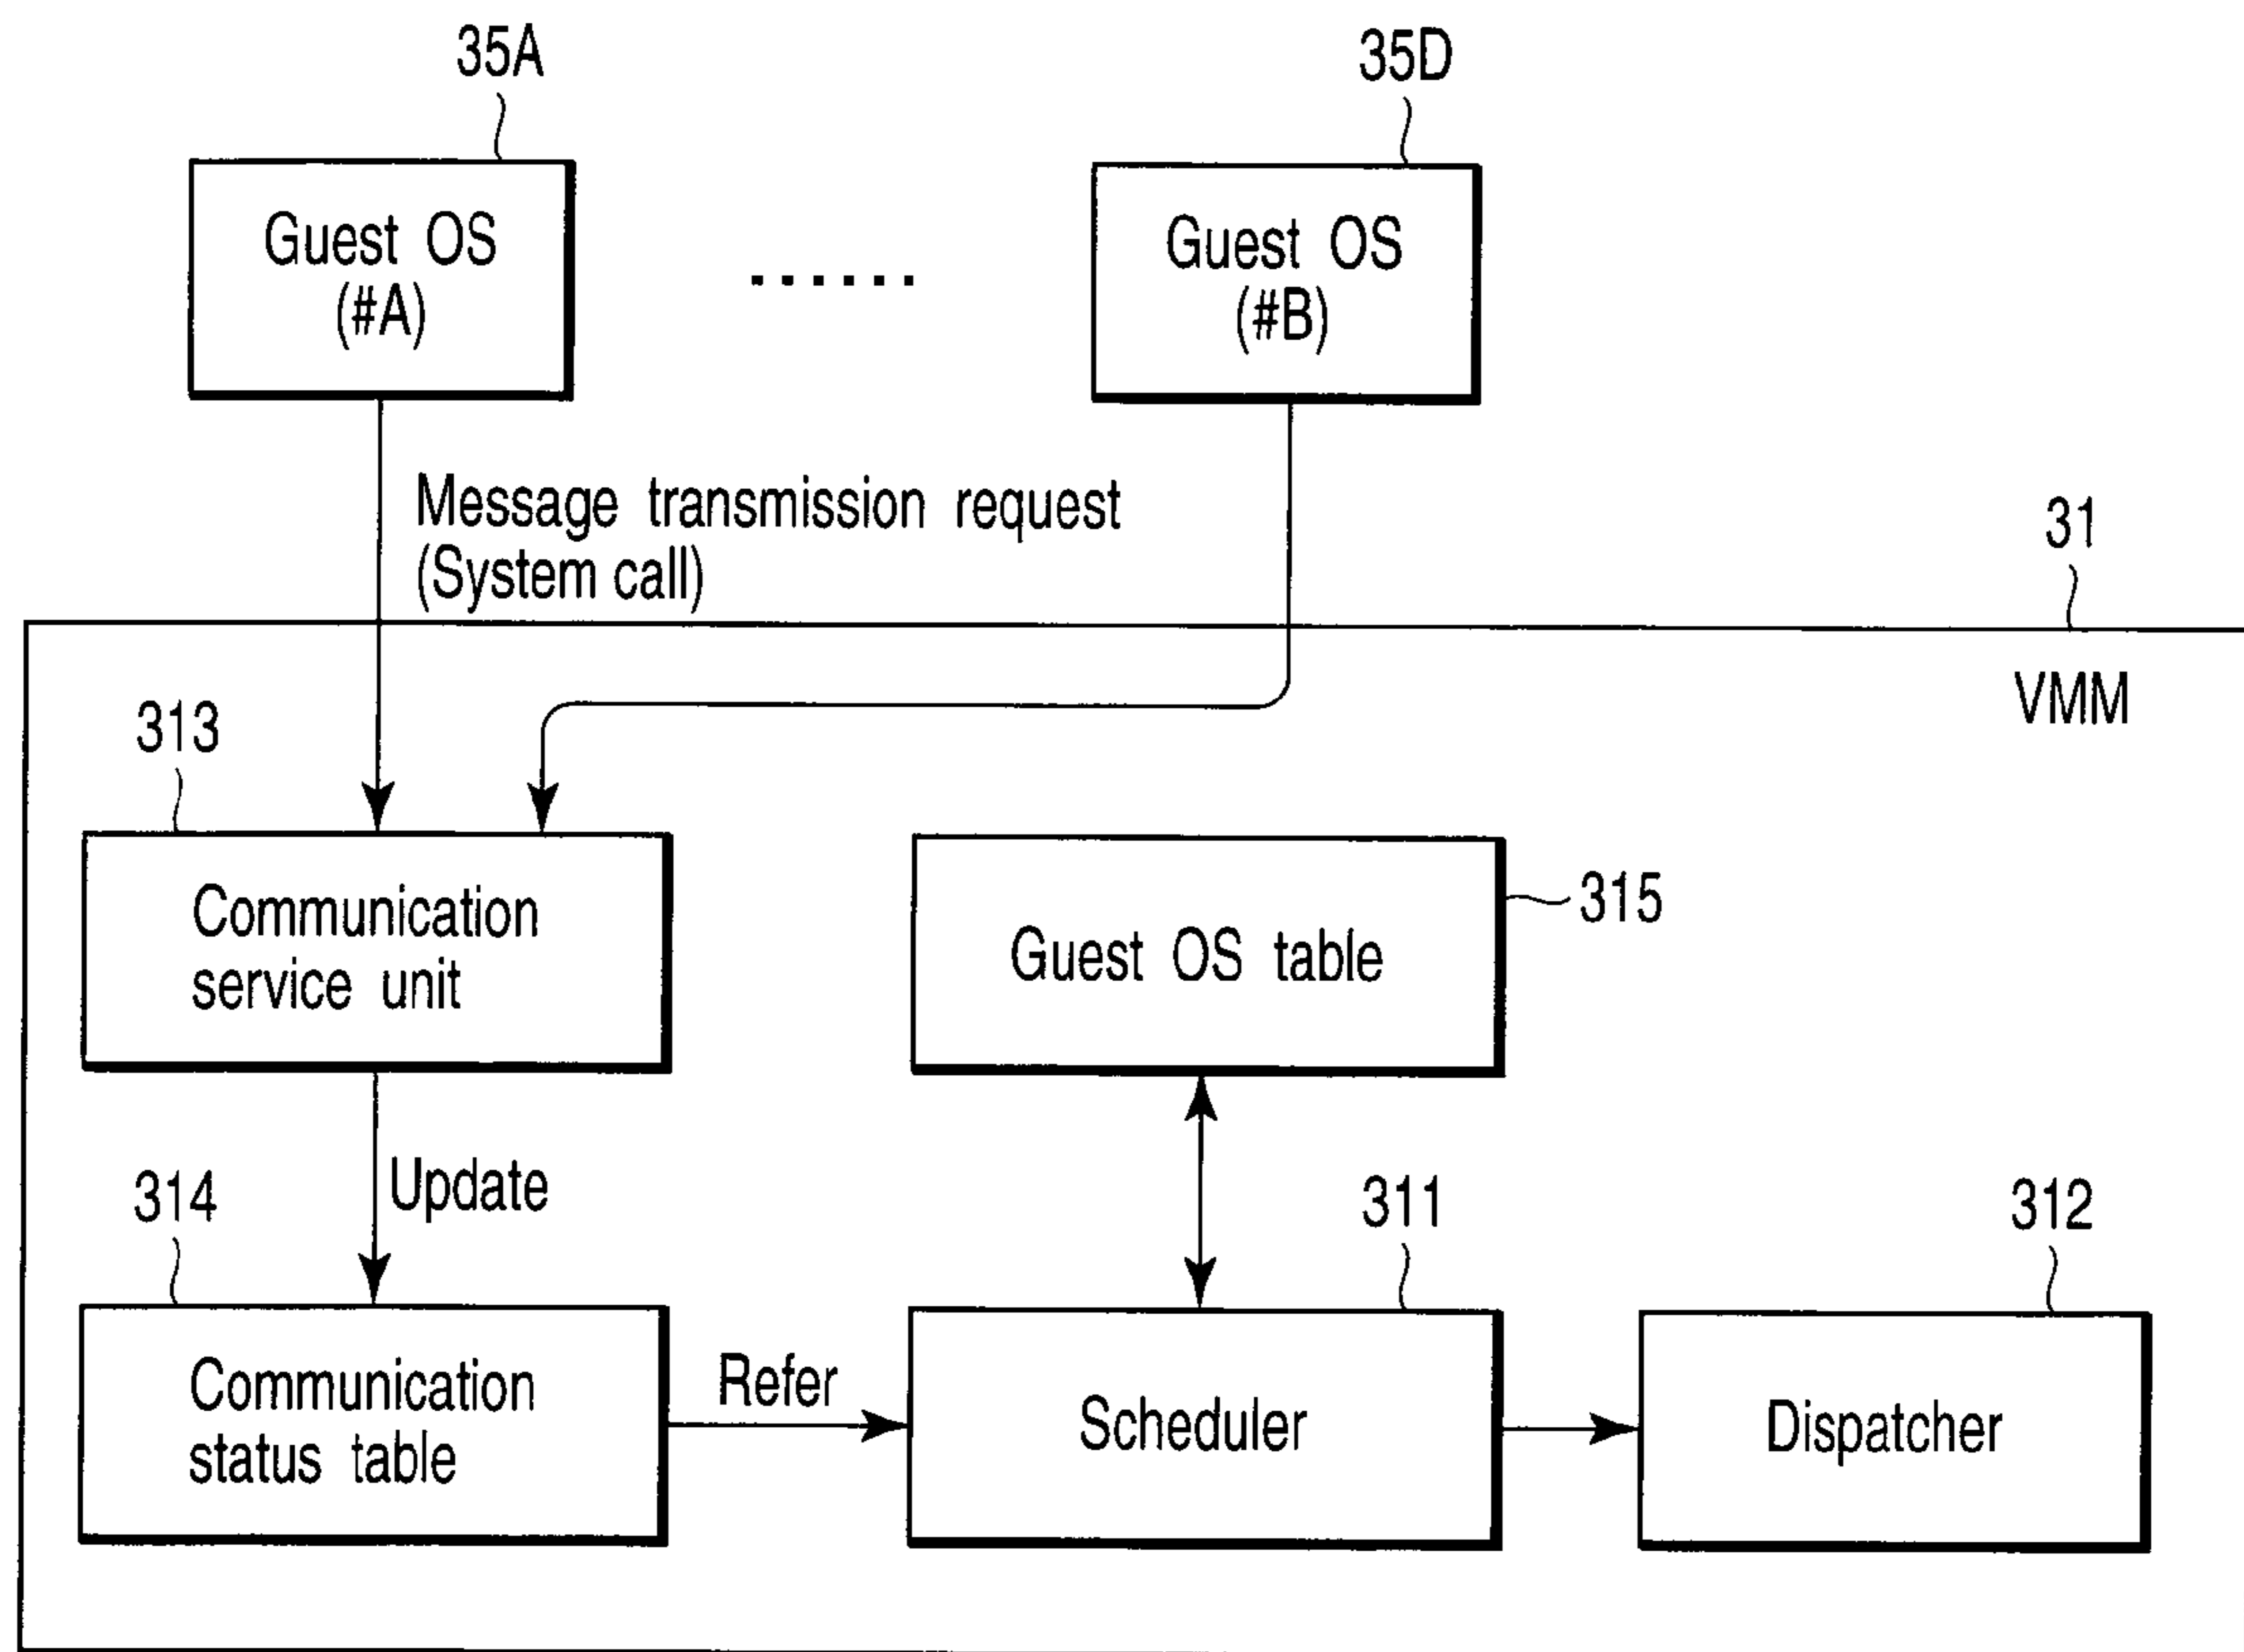 35A
35D
Guest OS
(#A)
......
Guest OS
(#B)
Message transmission request
(System call)
31
VMM
313
Communication
service unit
Guest OS table
315
Update
314
311
312
Communication
status table
Refer
Scheduler
Dispatcher